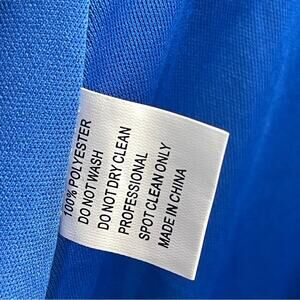 100% POLYESTER
DO NOT WASH
DO NOT DRY CLEAN
PROFESSIONAL
SPOT CLEAN ONLY
MADE IN CHINA